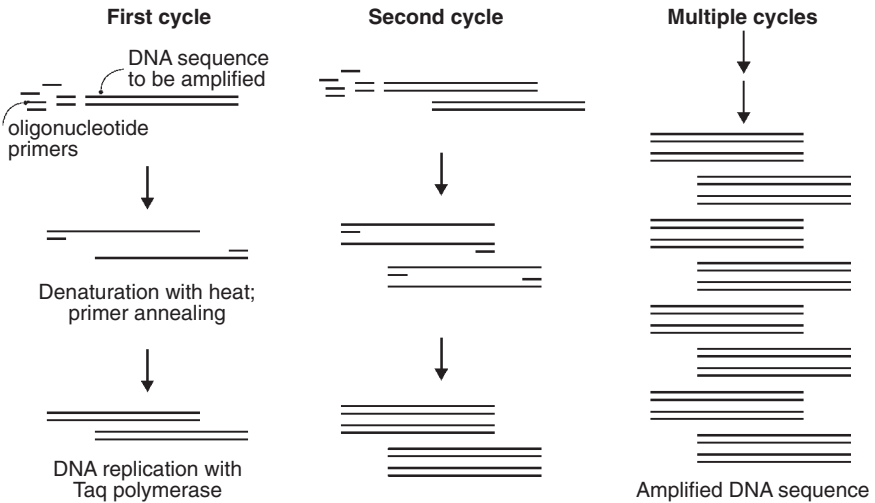 First cycle
DNA sequence
to be amplified
oligonucleotide
primers
Denaturation with heat;
primer annealing
DNA replication with
Taq polymerase
Second cycle
Multiple cycles
Amplified DNA sequence